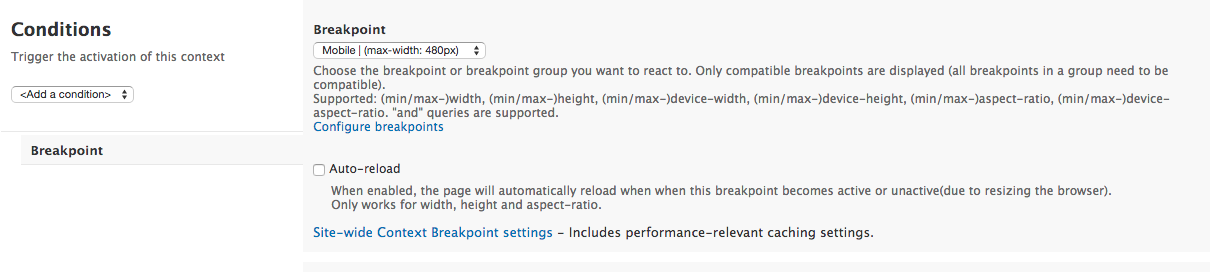 Conditions
Trigger the activation of this context
<Add a condition>
Breakpoint
Breakpoint
Mobile | (max-width: 480px)
Choose the breakpoint or breakpoint group you want to react to. Only compatible breakpoints are displayed (all breakpoints in a group need to be
compatible).
Supported: (min/max-)width, (min/max-)height, (min/max-)device-width, (min/max-)device-height, (min/max-)aspect-ratio, (min/max-)device-
aspect-ratio. "and" queries are supported.
Configure breakpoints
Auto-reload
When enabled, the page will automatically reload when when this breakpoint becomes active or unactive(due to resizing the browser).
Only works for width, height and aspect-ratio.
Site-wide Context Breakpoint settings - Includes performance-relevant caching settings.